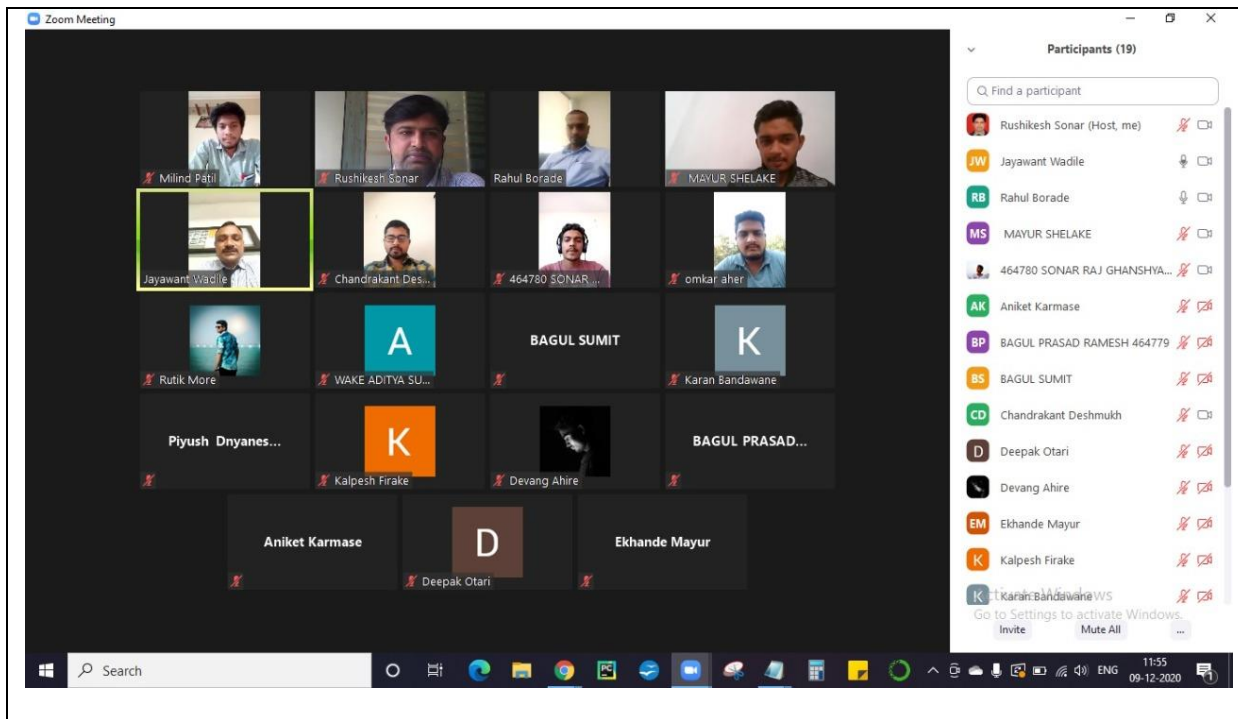 Zoom Meeting
Participants (19)
Find a participant
Rushikesh Sonar (Host, me)
JW Jayawant Wadile
RB Rahul Borade
MS MAYUR SHELAKE
464780 SONAR RAJ GHANSHYA...
AK Aniket Karmase
BP BAGUL PRASAD RAMESH 464779
BS BAGUL SUMIT
CD Chandrakant Deshmukh
D Deepak Otari
Devang Ahire
EM Ekhande Mayur
K Kalpesh Firake
K Karan Bandawane
Activate Windows
Go to Settings to activate Windows.
Invite Mute All ...
Milind Patil Rushikesh Sonar Rahul Borade MAYUR SHELAKE
Jayawant Wadile Chandrakant Des... 464780 SONAR ... omkar aher
A BAGUL SUMIT K
Rutik More WAKE ADITYA SU... Karan Bandawane
Piyush Dnyanes... K BAGUL PRASAD...
Kalpesh Firake Devang Ahire
Aniket Karmase D Ekhande Mayur
Deepak Otari
Search
PC
ENG
11:55
09-12-2020
1